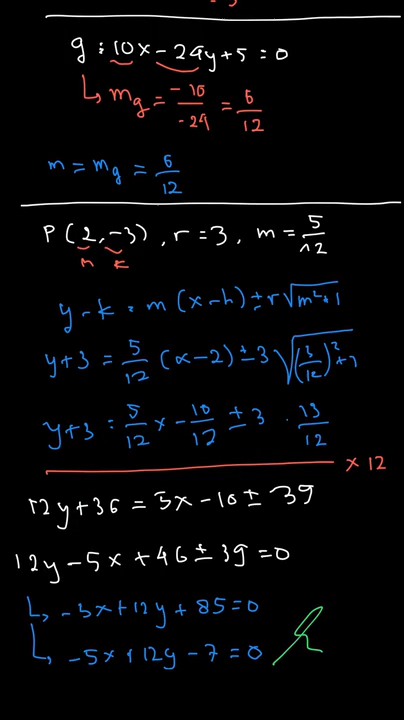 g : 10x - 24y + 5 = 0
↳ m_g = -10/-24 = 5/12
m = m_g = 5/12
P (2, -3), r = 3, m = 5/12
h k
y - k = m (x - h) ± r√(m² + 1)
y + 3 = 5/12 (x - 2) ± 3 √((5/12)² + 1)
y + 3 = 5/12 x - 10/12 ± 3 . 13/12
× 12
12y + 36 = 5x - 10 ± 39
12y - 5x + 46 ± 39 = 0
↳ -5x + 12y + 85 = 0
↳ -5x + 12y - 7 = 0